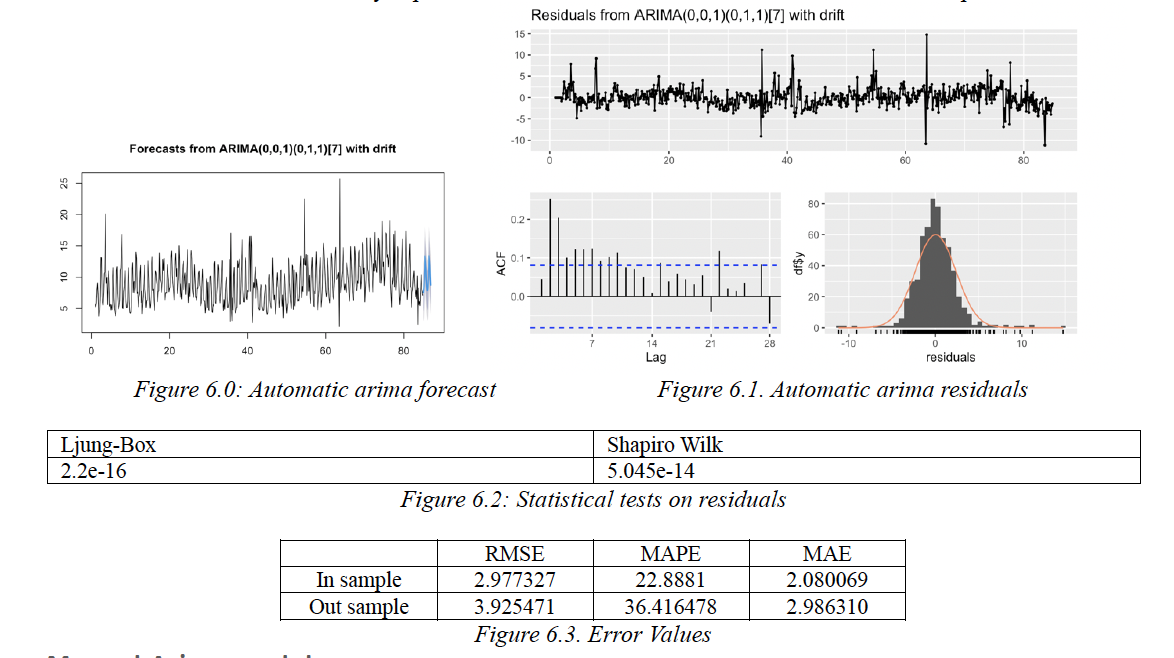 Residuals from ARIMA(0,0,1)(0,1,1)[7] with drift
15
10
5
0
-5
-10
0 20 40 60 80
Forecasts from ARIMA(0,0,1)(0,1,1)[7] with drift
25
20
15
10
5
0 20 40 60 80
ACF
0.2
0.1
0.0
7 14 21 28
Lag
df$y
80
60
40
20
0
-10 0 10
residuals
Figure 6.0: Automatic arima forecast
Figure 6.1. Automatic arima residuals
Ljung-Box Shapiro Wilk
2.2e-16 5.045e-14
Figure 6.2: Statistical tests on residuals
RMSE MAPE MAE
In sample 2.977327 22.8881 2.080069
Out sample 3.925471 36.416478 2.986310
Figure 6.3. Error Values